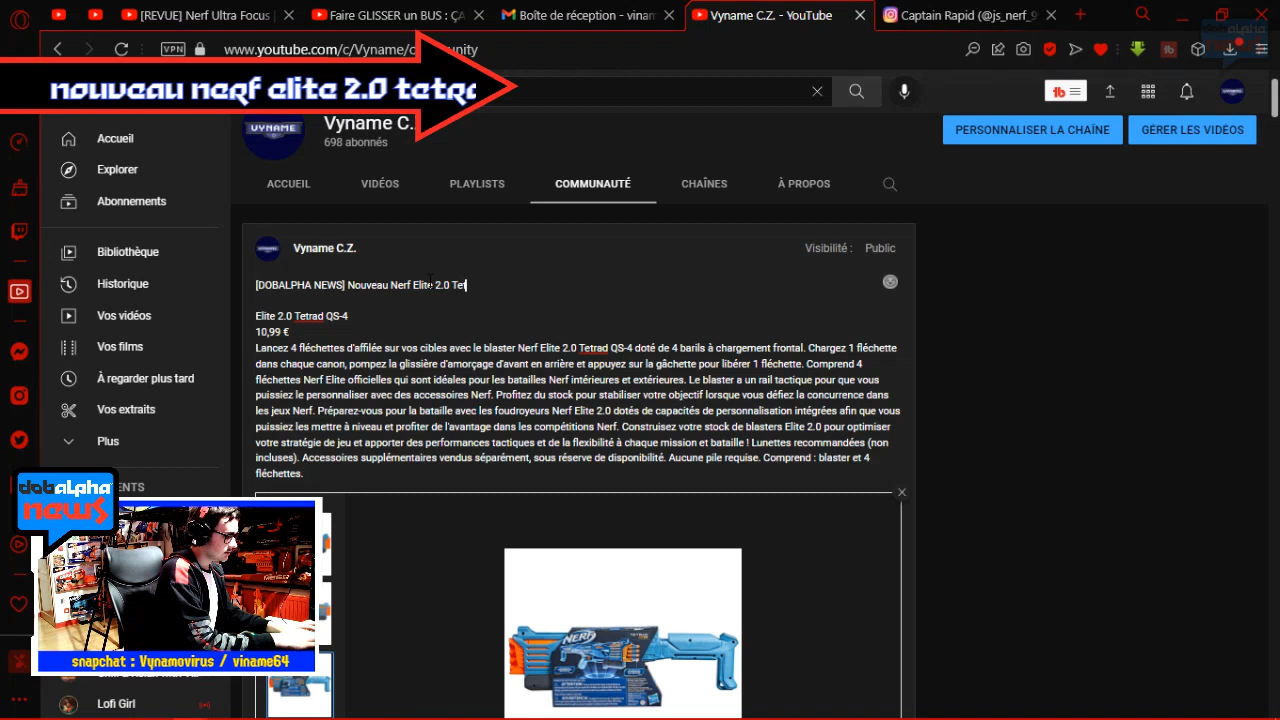 [REVUE] Nerf Ultra Focus |
Faire GLISSER un BUS : ÇA
Boîte de réception - vinam
Vyname C.Z. - YouTube
Captain Rapid (@js_nerf_9
VPN
www.youtube.com/c/Vyname/co
unity
nouveau nerf elite 2.0 tetra
Vyname C.
698 abonnés
PERSONNALISER LA CHAÎNE
GÉRER LES VIDÉOS
ACCUEIL
VIDÉOS
PLAYLISTS
COMMUNAUTÉ
CHAÎNES
À PROPOS
Accueil
Explorer
Abonnements
Bibliothèque
Historique
Vos vidéos
Vos films
À regarder plus tard
Vos extraits
Plus
Vyname C.Z.
Visibilité :
Public
[DOBALPHA NEWS] Nouveau Nerf Elite 2.0 Tet
Elite 2.0 Tetrad QS-4
10,99 €
Lancez 4 fléchettes d'affilée sur vos cibles avec le blaster Nerf Elite 2.0 Tetrad QS-4 doté de 4 barils à chargement frontal. Chargez 1 fléchette
dans chaque canon, pompez la glissière d'amorçage d'avant en arrière et appuyez sur la gâchette pour libérer 1 fléchette. Comprend 4
fléchettes Nerf Elite officielles qui sont idéales pour les batailles Nerf intérieures et extérieures. Le blaster a un rail tactique pour que vous
puissiez le personnaliser avec des accessoires Nerf. Profitez du stock pour stabiliser votre objectif lorsque vous défiez la concurrence dans
les jeux Nerf. Préparez-vous pour la bataille avec les foudroyeurs Nerf Elite 2.0 dotés de capacités de personnalisation intégrées afin que vous
puissiez les mettre à niveau et profiter de l'avantage dans les compétitions Nerf. Construisez votre stock de blasters Elite 2.0 pour optimiser
votre stratégie de jeu et apporter des performances tactiques et de la flexibilité à chaque mission et bataille ! Lunettes recommandées (non
incluses). Accessoires supplémentaires vendus séparément, sous réserve de disponibilité. Aucune pile requise. Comprend : blaster et 4
fléchettes.
dobalpha
news
NERF
snapchat : Vynamovirus / viname64
Lofi Girl